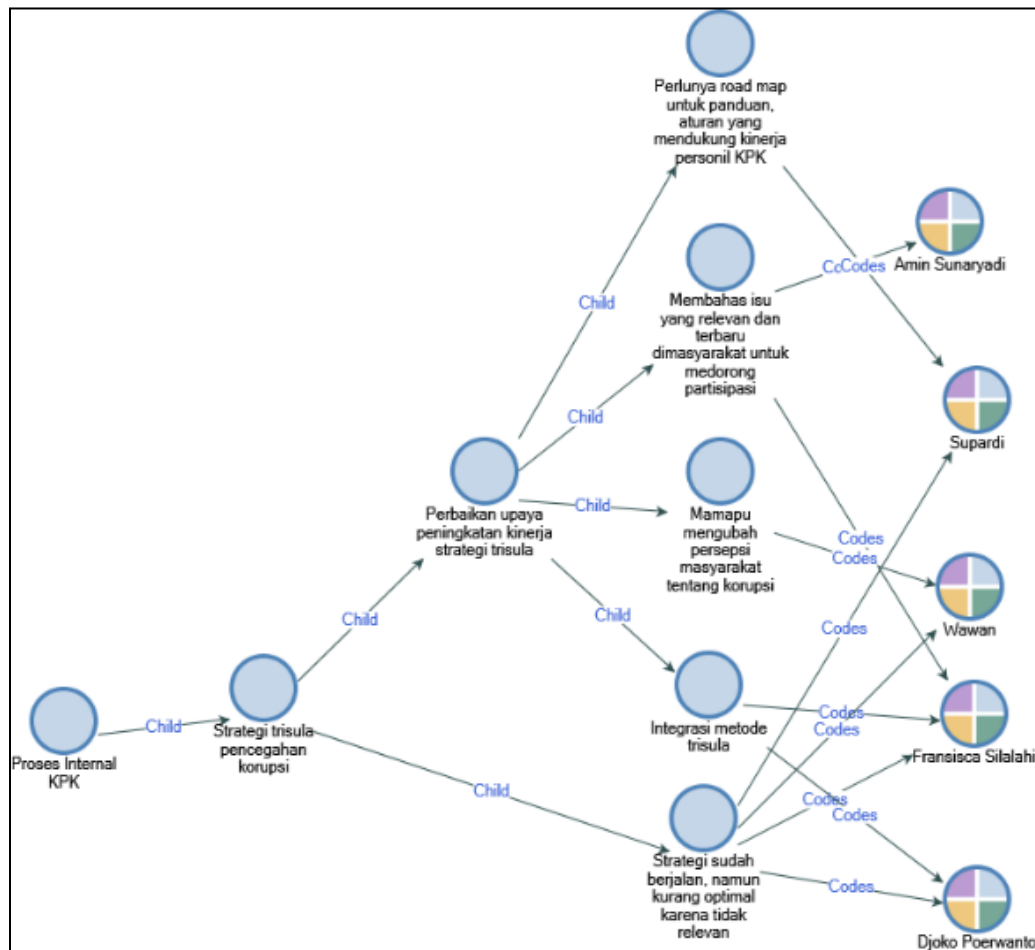 Perlunya road map
untuk panduan,
aturan yang
mendukung kinerja
personil KPK
Child
Membahas isu
yang relevan dan
terbaru
dimasyarakat untuk
medorong
partisipasi
Codes
Amin Sunaryadi
Child
Supardi
Perbaikan upaya
peningkatan kinerja
strategi trisula
Child
Mamapu
mengubah
persepsi
masyarakat
tentang korupsi
Codes
Codes
Wawan
Child
Child
Codes
Proses Internal
KPK
Child
Strategi trisula
pencegahan
korupsi
Integrasi metode
trisula
Codes
Codes
Fransisca Silalahi
Child
Codes
Codes
Strategi sudah
berjalan, namun
kurang optimal
karena tidak
relevan
Codes
Djoko Poerwanto